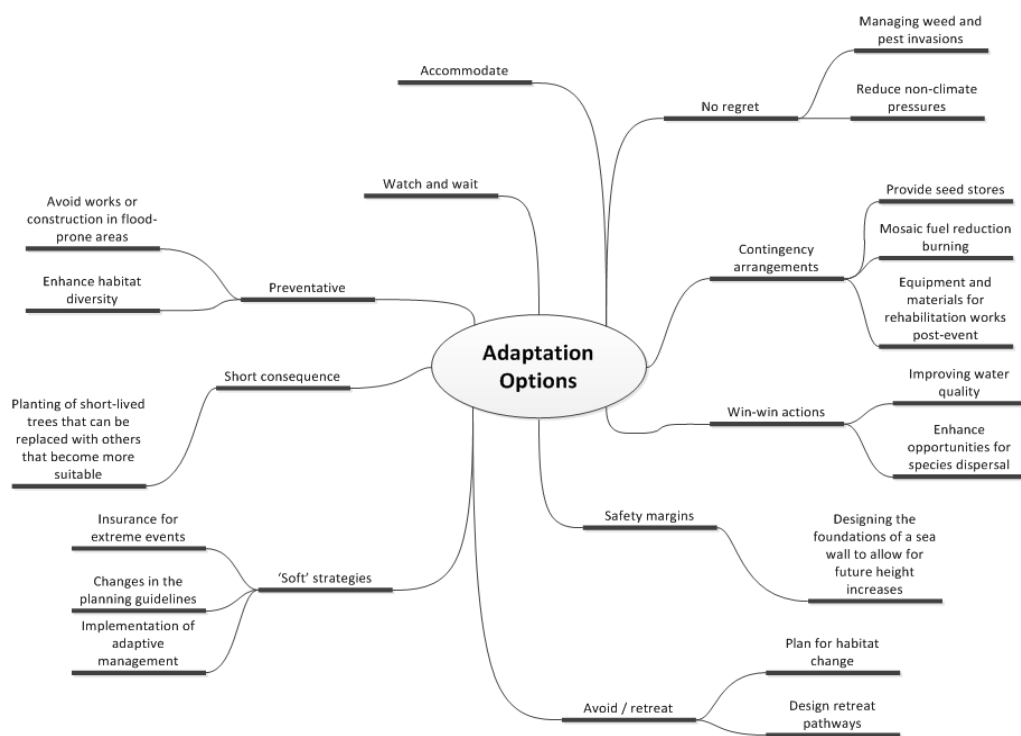 Adaptation
Options
Accommodate
Watch and wait
Preventative
Avoid works or
construction in flood-
prone areas
Enhance habitat
diversity
Short consequence
Planting of short-lived
trees that can be
replaced with others
that become more
suitable
‘Soft’ strategies
Insurance for
extreme events
Changes in the
planning guidelines
Implementation of
adaptive
management
No regret
Managing weed and
pest invasions
Reduce non-climate
pressures
Contingency
arrangements
Provide seed stores
Mosaic fuel reduction
burning
Equipment and
materials for
rehabilitation works
post-event
Win-win actions
Improving water
quality
Enhance
opportunities for
species dispersal
Safety margins
Designing the
foundations of a sea
wall to allow for
future height
increases
Avoid / retreat
Plan for habitat
change
Design retreat
pathways